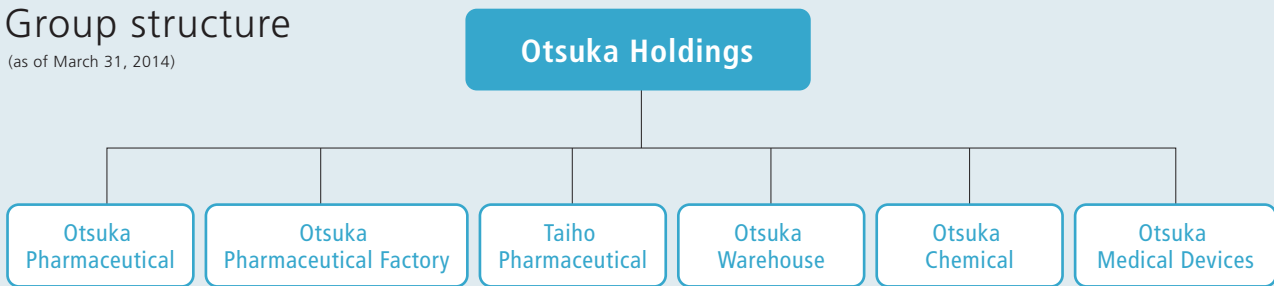 Group structure
(as of March 31, 2014)
Otsuka Holdings
Otsuka
Pharmaceutical
Otsuka
Pharmaceutical Factory
Taiho
Pharmaceutical
Otsuka
Warehouse
Otsuka
Chemical
Otsuka
Medical Devices